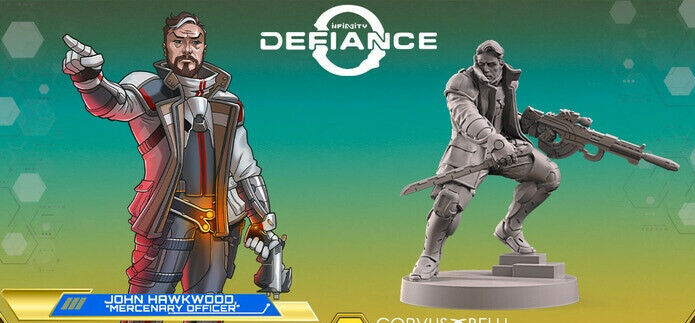 INFINITY
DEFIANCE
JOHN HAWKWOOD,
"MERCENARY OFFICER"
CORVUS BELLI